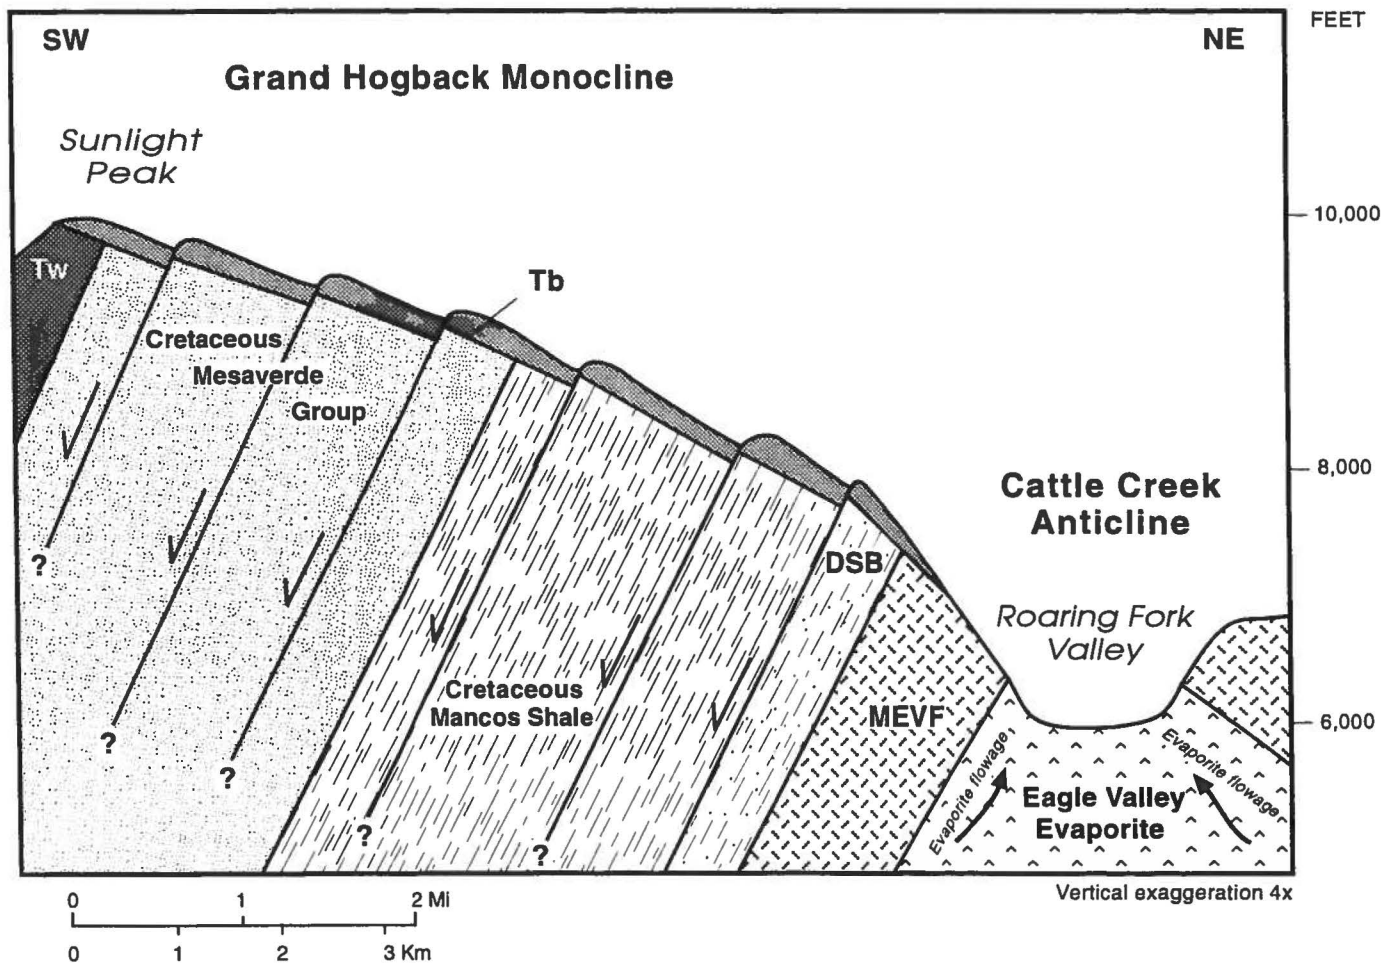 FEET
SW
NE
Grand Hogback Monocline
Sunlight
Peak
10,000
Tw
Tb
Cretaceous
Mesaverde
Group
8,000
Cattle Creek
Anticline
?
DSB
Roaring Fork
Valley
Cretaceous
Mancos Shale
MEVF
6,000
?
?
Evaporite flowage
Evaporite flowage
Eagle Valley
Evaporite
?
?
Vertical exaggeration 4x
0 1 2 Mi
0 1 2 3 Km